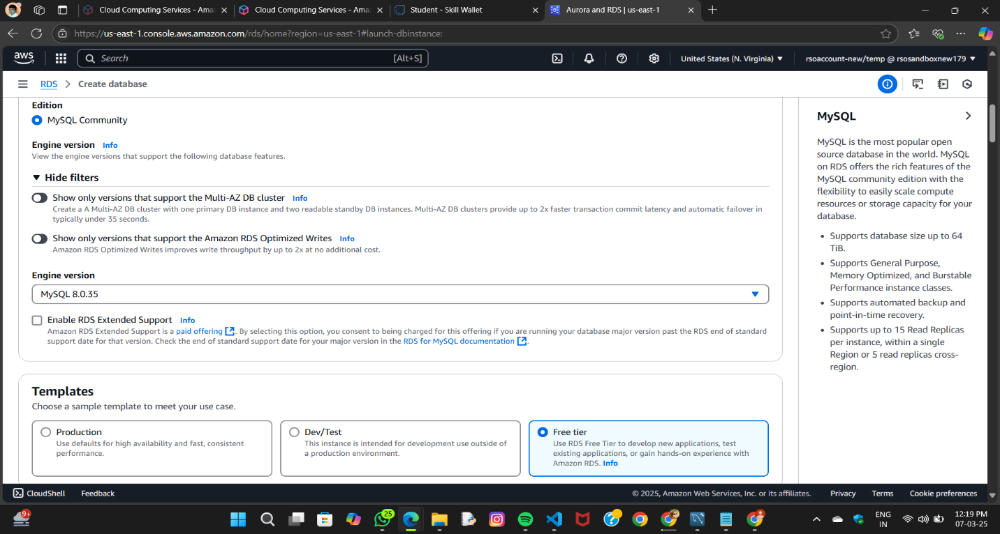 Cloud Computing Services - Ama
Cloud Computing Services - Ama
Student - Skill Wallet
Aurora and RDS | us-east-1
https://us-east-1.console.aws.amazon.com/rds/home?region=us-east-1#launch-dbinstance:
aws
Search
[Alt+S]
United States (N. Virginia)
rsoaccount-new/temp @ rsosandboxnew179
RDS > Create database
Edition
MySQL Community
Engine version Info
View the engine versions that support the following database features.
Hide filters
Show only versions that support the Multi-AZ DB cluster Info
Create a A Multi-AZ DB cluster with one primary DB instance and two readable standby DB instances. Multi-AZ DB clusters provide up to 2x faster transaction commit latency and automatic failover in
typically under 35 seconds.
Show only versions that support the Amazon RDS Optimized Writes Info
Amazon RDS Optimized Writes improves write throughput by up to 2x at no additional cost.
Engine version
MySQL 8.0.35
Enable RDS Extended Support Info
Amazon RDS Extended Support is a paid offering. By selecting this option, you consent to being charged for this offering if you are running your database major version past the RDS end of standard
support date for that version. Check the end of standard support date for your major version in the RDS for MySQL documentation.
Templates
Choose a sample template to meet your use case.
Production
Use defaults for high availability and fast, consistent
performance.
Dev/Test
This instance is intended for development use outside of
a production environment.
Free tier
Use RDS Free Tier to develop new applications, test
existing applications, or gain hands-on experience with
Amazon RDS. Info
MySQL
MySQL is the most popular open
source database in the world. MySQL
on RDS offers the rich features of the
MySQL community edition with the
flexibility to easily scale compute
resources or storage capacity for your
database.
• Supports database size up to 64
TiB.
• Supports General Purpose,
Memory Optimized, and Burstable
Performance instance classes.
• Supports automated backup and
point-in-time recovery.
• Supports up to 15 Read Replicas
per instance, within a single
Region or 5 read replicas cross-
region.
CloudShell
Feedback
© 2025, Amazon Web Services, Inc. or its affiliates.
Privacy
Terms
Cookie preferences
9+
25
ENG
IN
12:19 PM
07-03-25